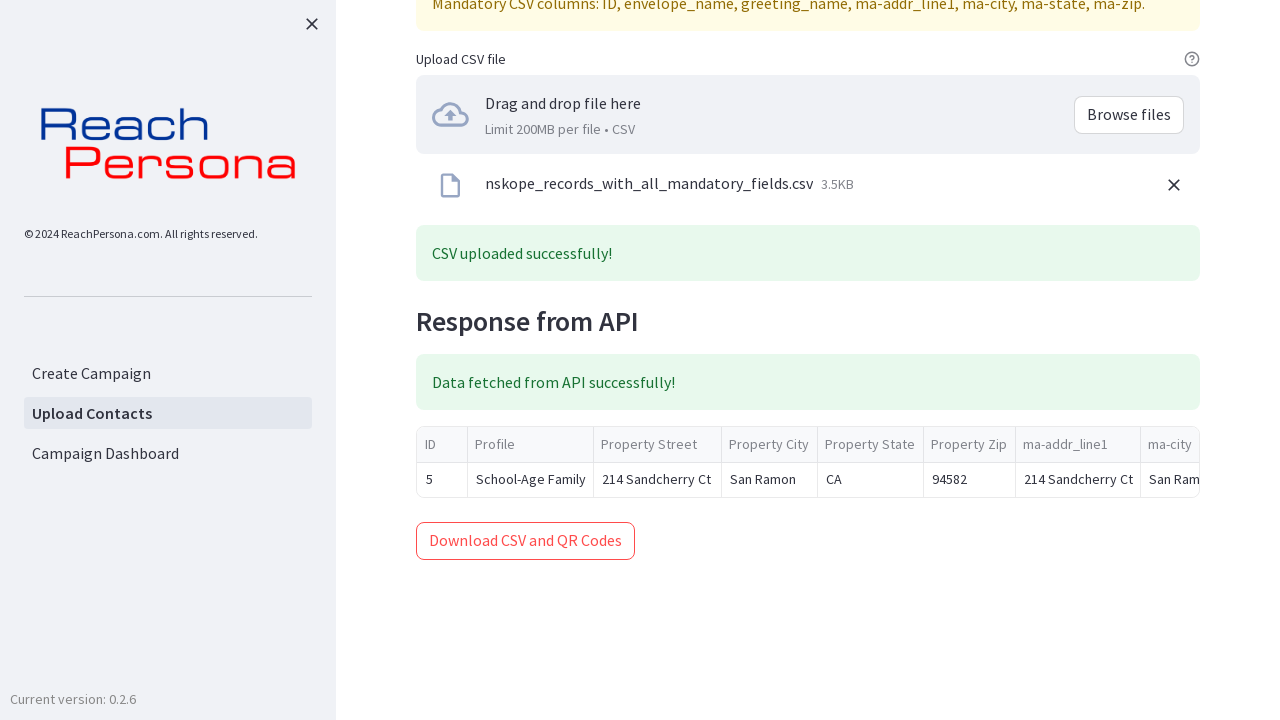 Reach
Persona
© 2024 ReachPersona.com. All rights reserved.
Create Campaign
Upload Contacts
Campaign Dashboard
Current version: 0.2.6
Mandatory CSV columns: ID, envelope_name, greeting_name, ma-addr_line1, ma-city, ma-state, ma-zip.
Upload CSV file
Drag and drop file here
Limit 200MB per file • CSV
Browse files
nskope_records_with_all_mandatory_fields.csv 3.5KB
CSV uploaded successfully!
Response from API
Data fetched from API successfully!
ID Profile Property Street Property City Property State Property Zip ma-addr_line1 ma-city
5 School-Age Family 214 Sandcherry Ct San Ramon CA 94582 214 Sandcherry Ct San Ram
Download CSV and QR Codes